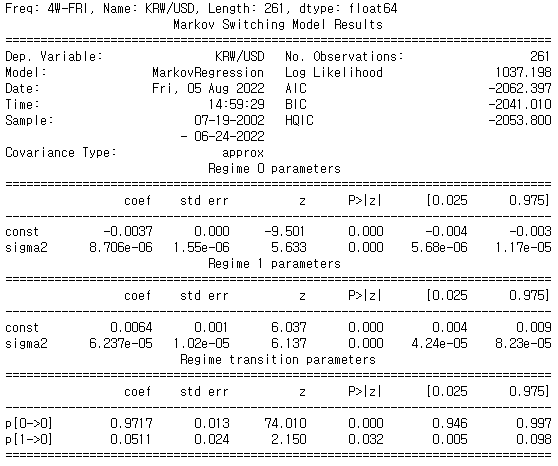 Freq: 4W-FRI, Name: KRW/USD, Length: 261, dtype: float64
Markov Switching Model Results
==============================================================================
Dep. Variable: KRW/USD No. Observations: 261
Model: MarkovRegression Log Likelihood 1037.198
Date: Fri, 05 Aug 2022 AIC -2062.397
Time: 14:59:29 BIC -2041.010
Sample: 07-19-2002 HQIC -2053.800
- 06-24-2022
Covariance Type: approx
Regime 0 parameters
==============================================================================
coef std err z P>|z| [0.025 0.975]
------------------------------------------------------------------------------
const -0.0037 0.000 -9.501 0.000 -0.004 -0.003
sigma2 8.706e-06 1.55e-06 5.633 0.000 5.68e-06 1.17e-05
Regime 1 parameters
==============================================================================
coef std err z P>|z| [0.025 0.975]
------------------------------------------------------------------------------
const 0.0064 0.001 6.037 0.000 0.004 0.009
sigma2 6.237e-05 1.02e-05 6.137 0.000 4.24e-05 8.23e-05
Regime transition parameters
==============================================================================
coef std err z P>|z| [0.025 0.975]
------------------------------------------------------------------------------
p[0->0] 0.9717 0.013 74.010 0.000 0.946 0.997
p[1->0] 0.0511 0.024 2.150 0.032 0.005 0.098
==============================================================================